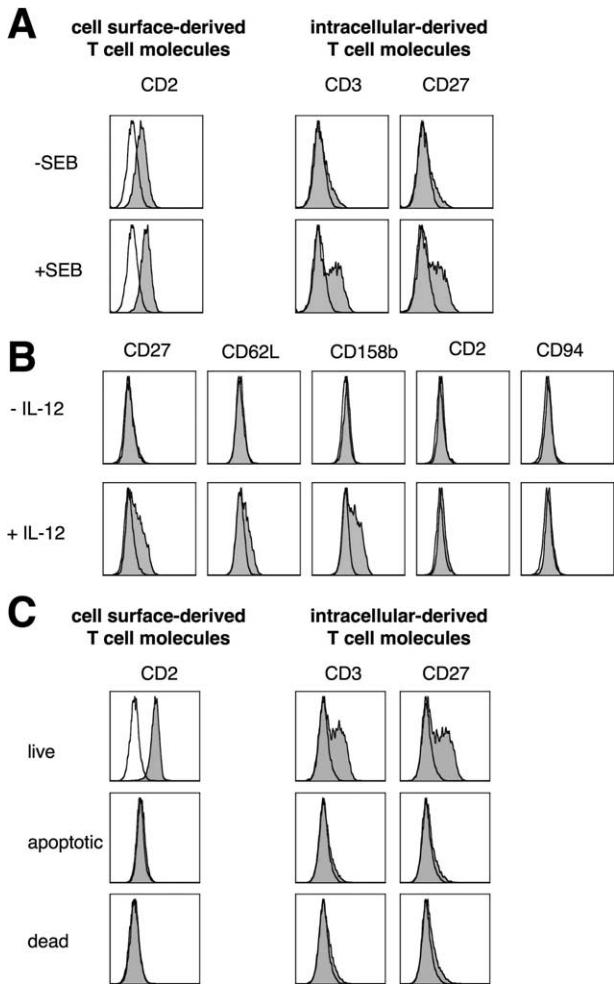 A
cell surface-derived
T cell molecules
intracellular-derived
T cell molecules
CD2
CD3
CD27
-SEB
+SEB
B
CD27
CD62L
CD158b
CD2
CD94
- IL-12
+ IL-12
C
cell surface-derived
T cell molecules
intracellular-derived
T cell molecules
CD2
CD3
CD27
live
apoptotic
dead